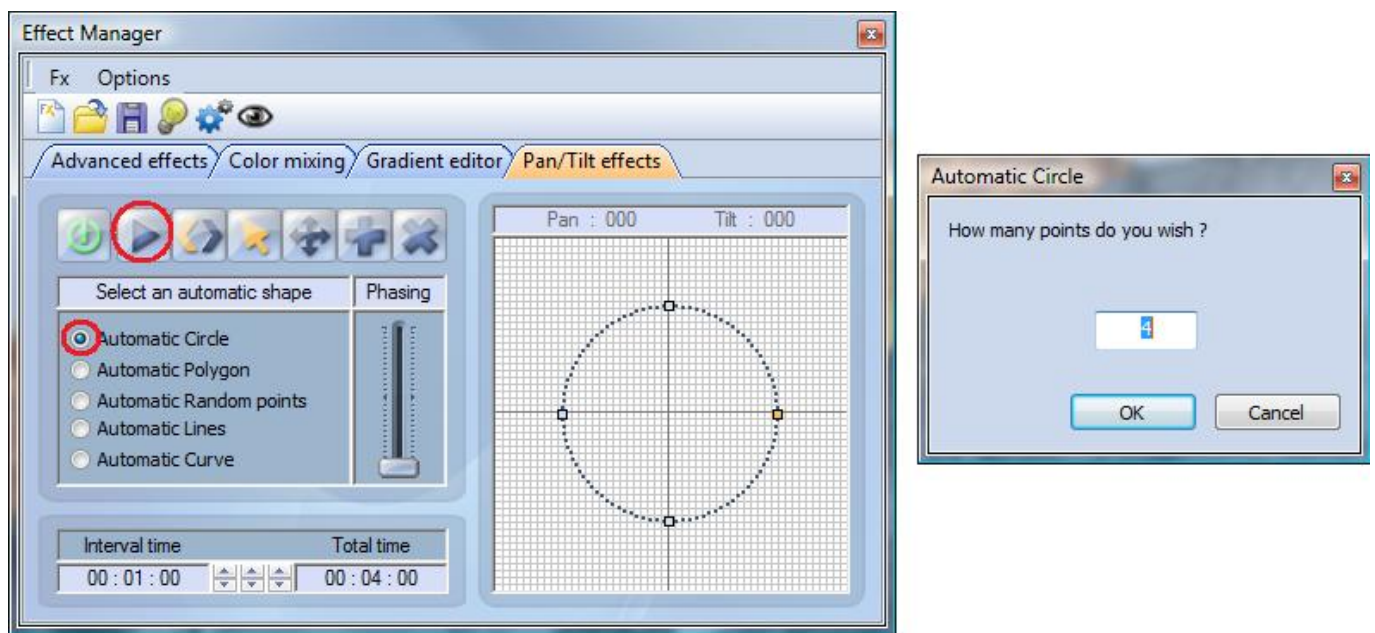 Effect Manager
Fx Options
Advanced effects Color mixing Gradient editor Pan/Tilt effects
Pan : 000 Tilt : 000
Select an automatic shape Phasing
Automatic Circle
Automatic Polygon
Automatic Random points
Automatic Lines
Automatic Curve
Interval time Total time
00 : 01 : 00 00 : 04 : 00
Automatic Circle
How many points do you wish ?
4
OK Cancel